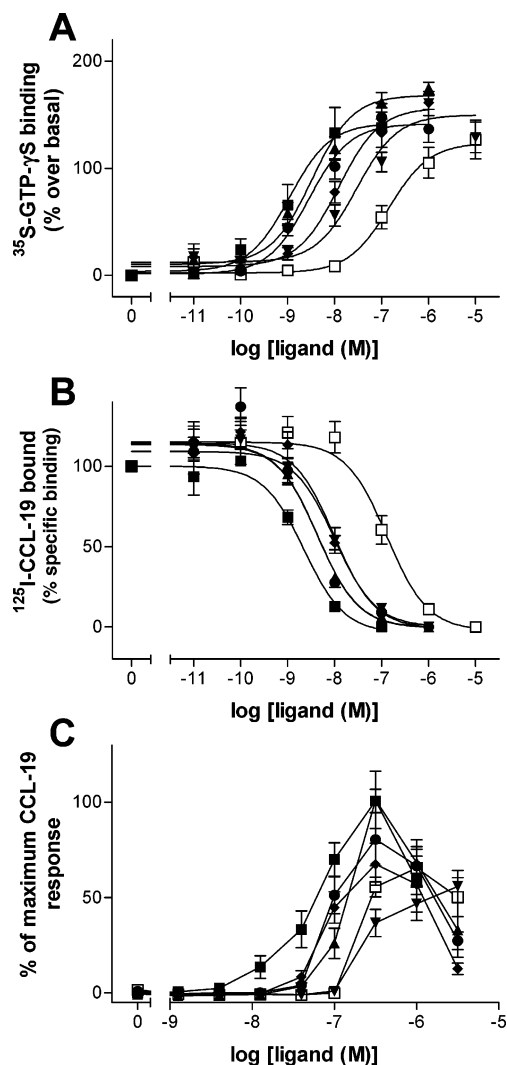 A
³⁵S-GTP-γS binding
(% over basal)
200
100
0
0 -11 -10 -9 -8 -7 -6 -5
log [ligand (M)]
B
¹²⁵I-CCL-19 bound
(% specific binding)
100
50
0
0 -11 -10 -9 -8 -7 -6 -5
log [ligand (M)]
C
% of maximum CCL-19
response
100
50
0
0 -9 -8 -7 -6 -5
log [ligand (M)]